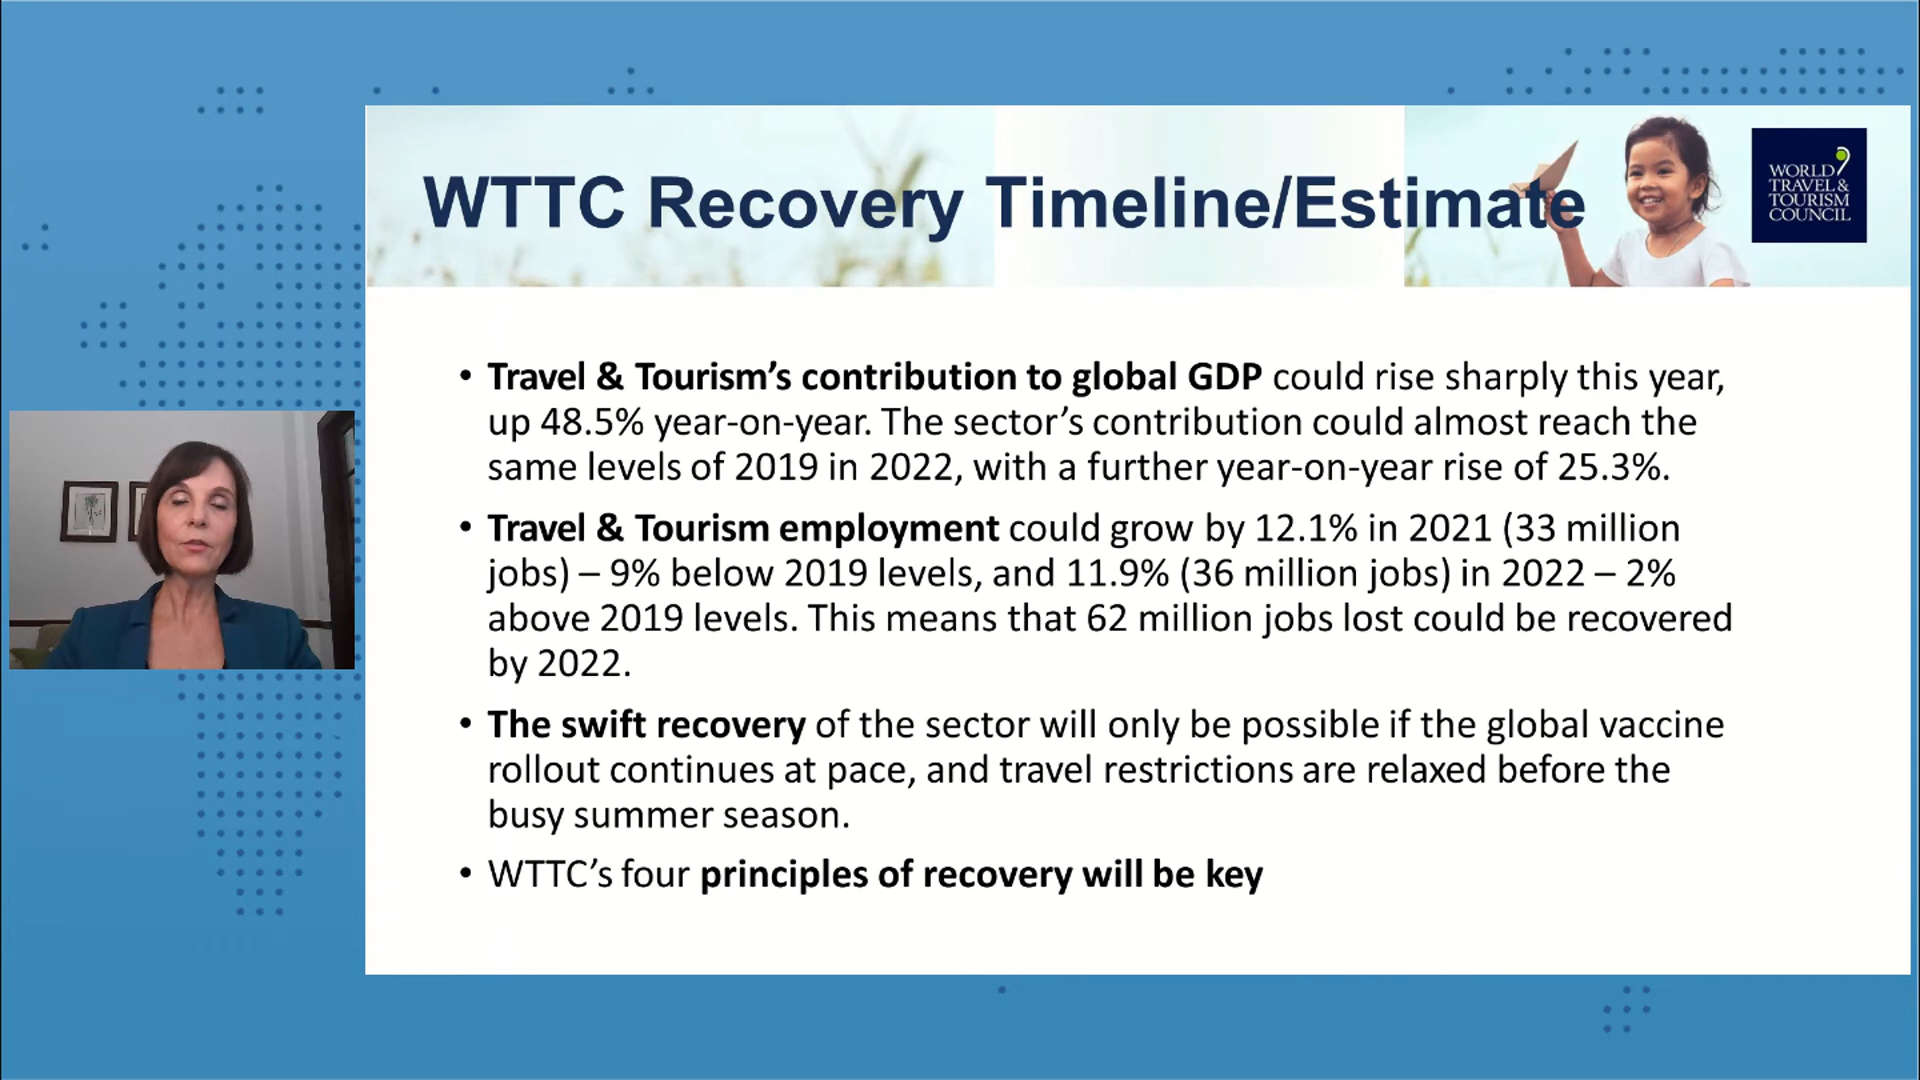 WTTC Recovery Timeline/Estimate
WORLD
TRAVEL &
TOURISM
COUNCIL
• Travel & Tourism’s contribution to global GDP could rise sharply this year,
up 48.5% year-on-year. The sector’s contribution could almost reach the
same levels of 2019 in 2022, with a further year-on-year rise of 25.3%.
• Travel & Tourism employment could grow by 12.1% in 2021 (33 million
jobs) – 9% below 2019 levels, and 11.9% (36 million jobs) in 2022 – 2%
above 2019 levels. This means that 62 million jobs lost could be recovered
by 2022.
• The swift recovery of the sector will only be possible if the global vaccine
rollout continues at pace, and travel restrictions are relaxed before the
busy summer season.
• WTTC’s four principles of recovery will be key